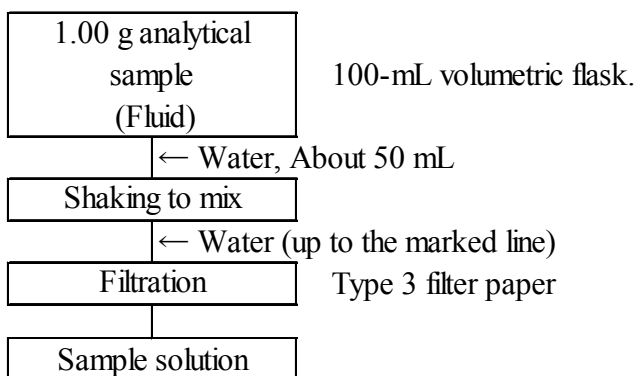 1.00 g analytical
sample
(Fluid)
100-mL volumetric flask.
← Water, About 50 mL
Shaking to mix
← Water (up to the marked line)
Filtration
Type 3 filter paper
Sample solution